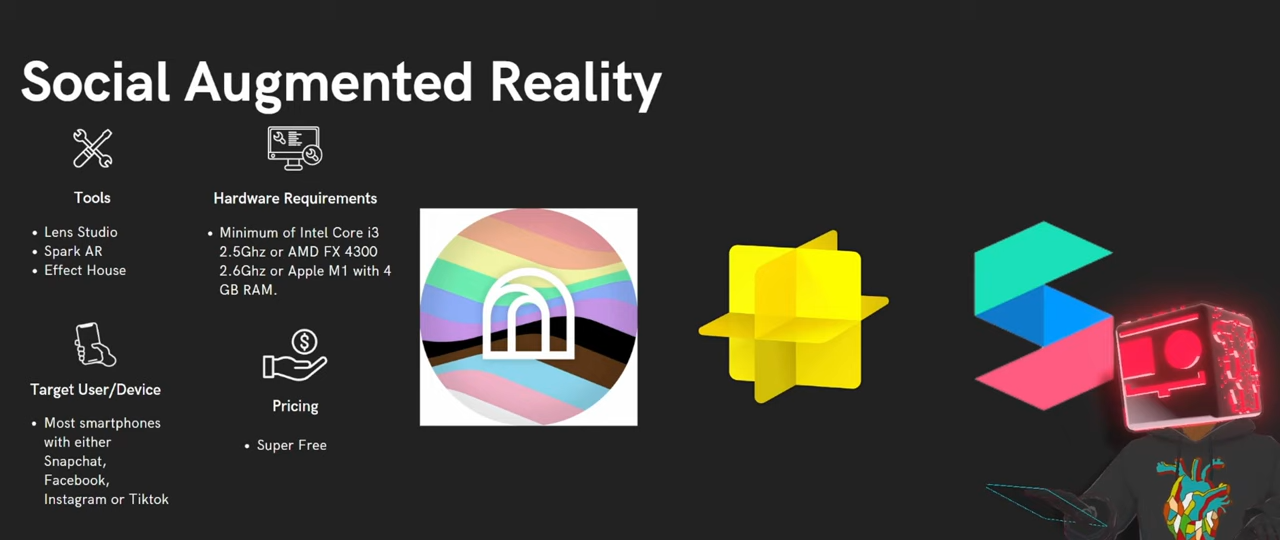 Social Augmented Reality
Tools
• Lens Studio
• Spark AR
• Effect House
Hardware Requirements
• Minimum of Intel Core i3
2.5Ghz or AMD FX 4300
2.6Ghz or Apple M1 with 4
GB RAM.
Target User/Device
• Most smartphones
with either
Snapchat,
Facebook,
Instagram or Tiktok
Pricing
• Super Free